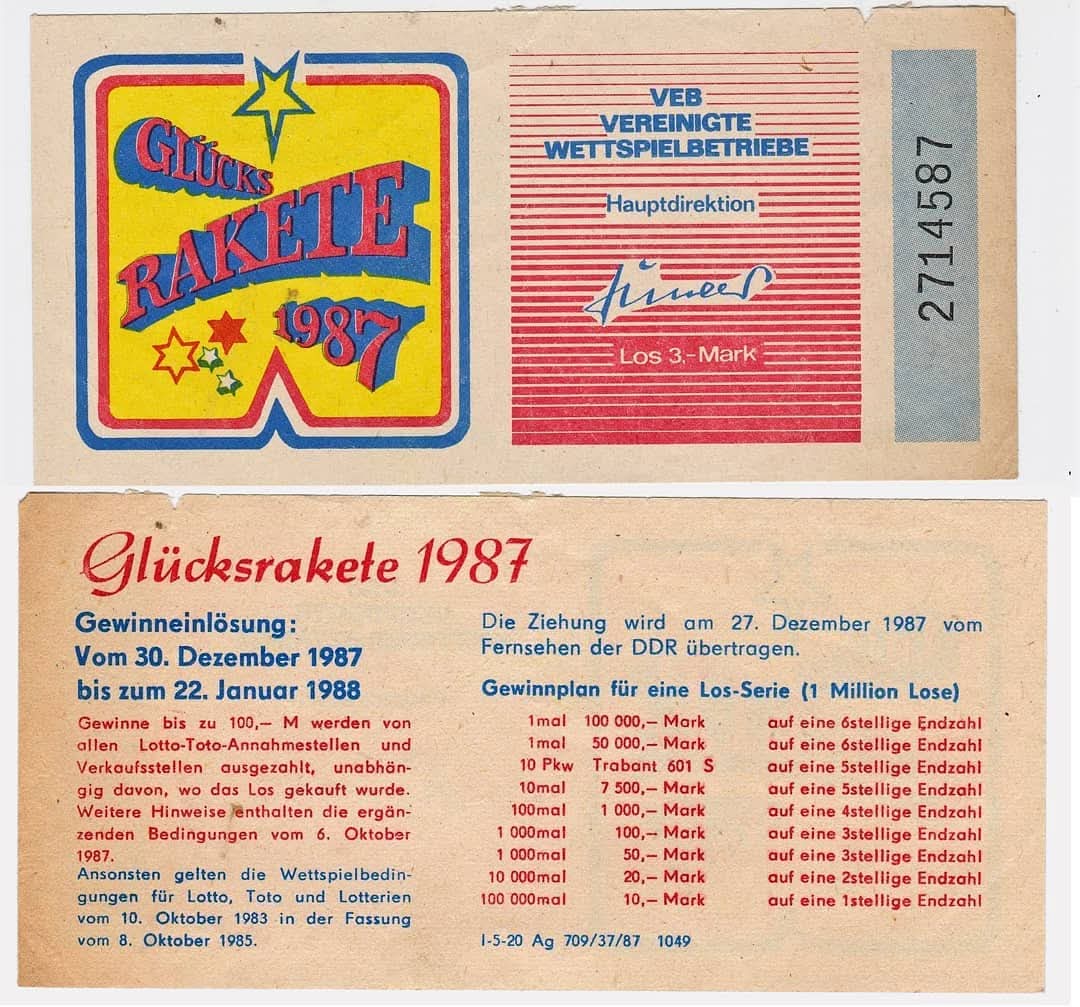 GLÜCKS
RAKETE
1987
VEB
VEREINIGTE
WETTSPIELBETRIEBE
Hauptdirektion
Los 3,-Mark
2714587
Glücksrakete 1987
Gewinneinlösung:
Vom 30. Dezember 1987
bis zum 22. Januar 1988
Gewinne bis zu 100,— M werden von
allen Lotto-Toto-Annahmestellen und
Verkaufsstellen ausgezahlt, unabhän-
gig davon, wo das Los gekauft wurde.
Weitere Hinweise enthalten die ergän-
zenden Bedingungen vom 6. Oktober
1987.
Ansonsten gelten die Wettspielbedin-
gungen für Lotto, Toto und Lotterien
vom 10. Oktober 1983 in der Fassung
vom 8. Oktober 1985.
Die Ziehung wird am 27. Dezember 1987 vom
Fernsehen der DDR übertragen.
Gewinnplan für eine Los-Serie (1 Million Lose)
1mal 100 000,— Mark auf eine 6stellige Endzahl
1mal 50 000,— Mark auf eine 6stellige Endzahl
10 Pkw Trabant 601 S auf eine 5stellige Endzahl
10mal 7 500,— Mark auf eine 5stellige Endzahl
100mal 1 000,— Mark auf eine 4stellige Endzahl
1 000mal 100,— Mark auf eine 3stellige Endzahl
1 000mal 50,— Mark auf eine 3stellige Endzahl
10 000mal 20,— Mark auf eine 2stellige Endzahl
100 000mal 10,— Mark auf eine 1stellige Endzahl
I-5-20 Ag 709/37/87 1049